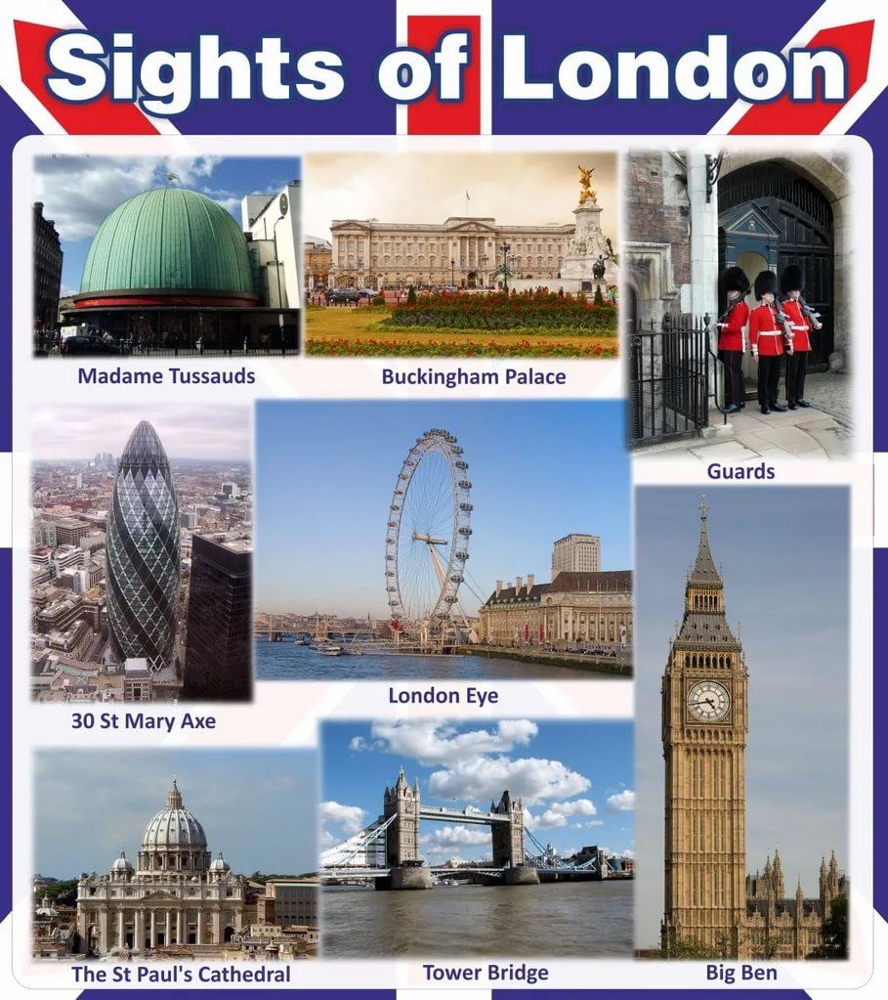 Sights of London
Madame Tussauds
Buckingham Palace
Guards
30 St Mary Axe
London Eye
The St Paul's Cathedral
Tower Bridge
Big Ben